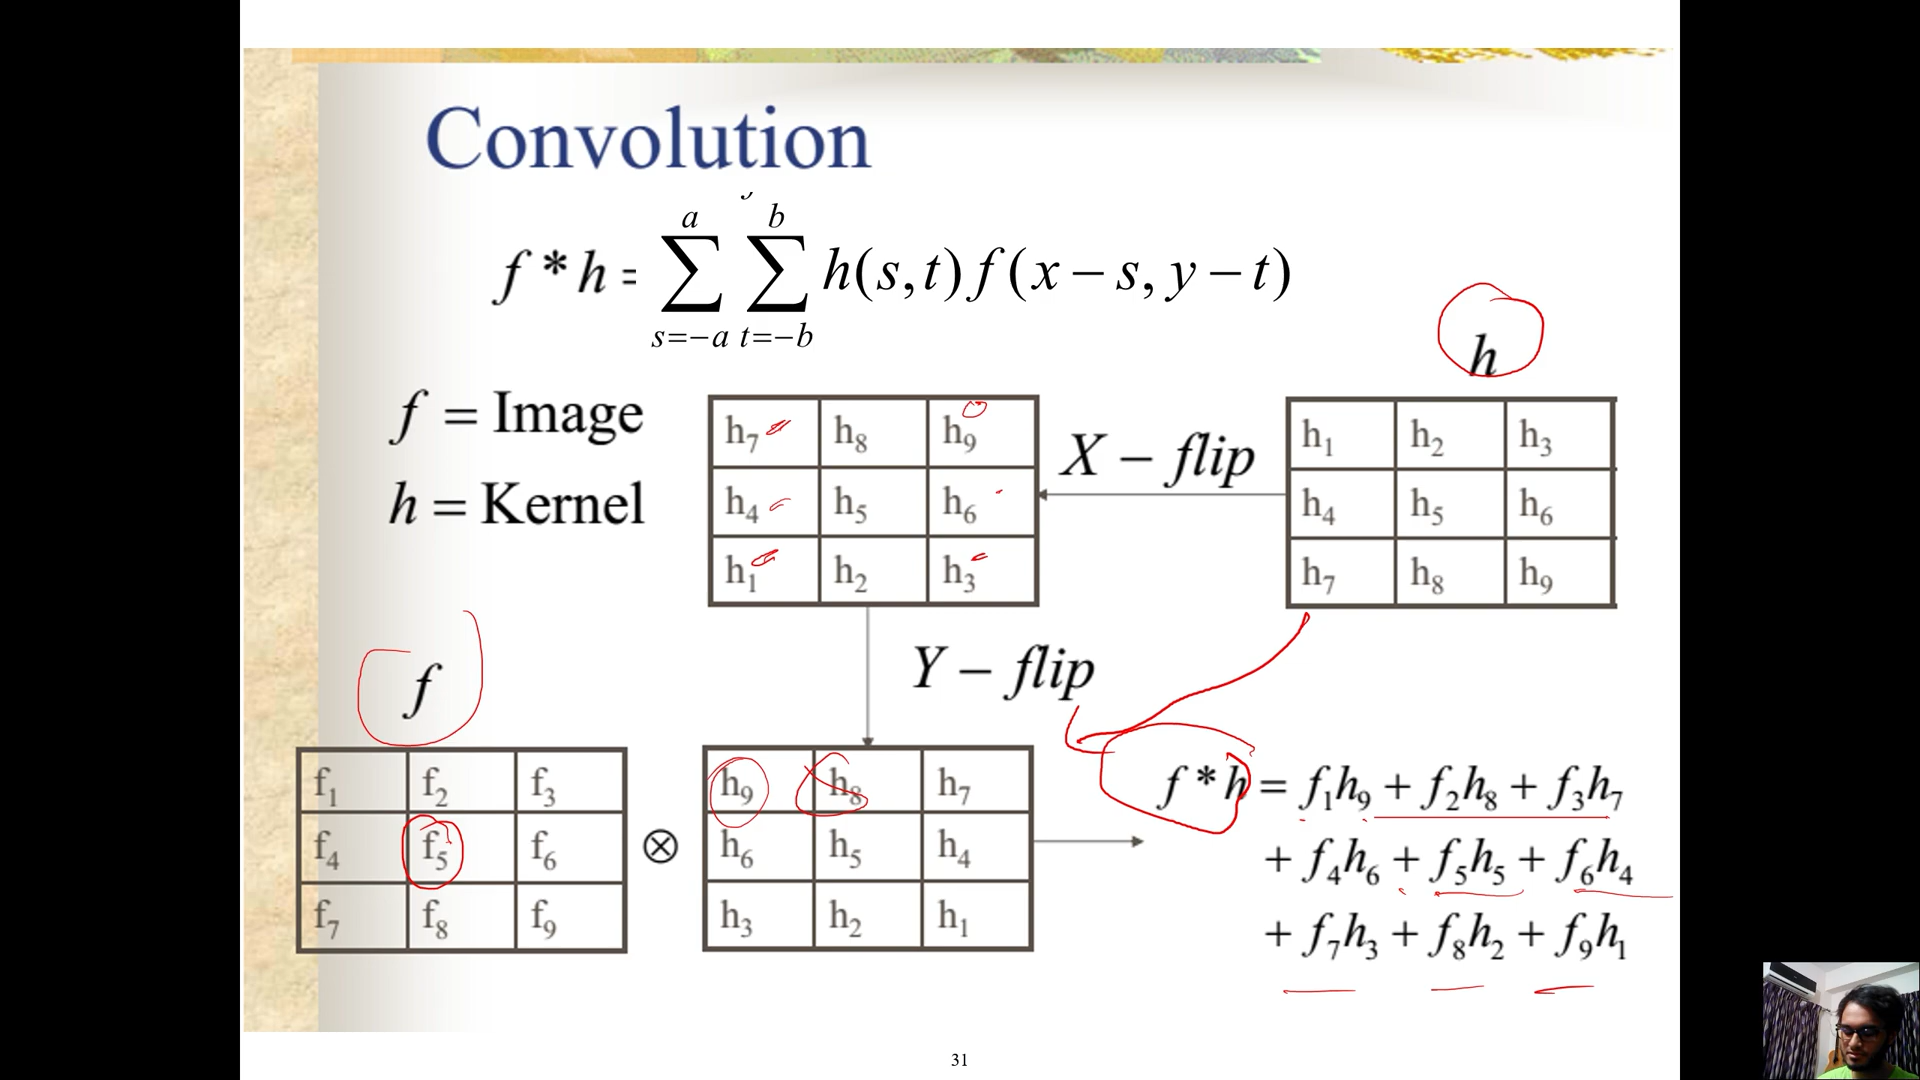 Convolution
f * h = ∑_{s=-a}^{a} ∑_{t=-b}^{b} h(s,t) f(x − s, y − t)
f = Image
h = Kernel
h
h₇ h₈ h₉
h₄ h₅ h₆
h₁ h₂ h₃
X − flip
h₁ h₂ h₃
h₄ h₅ h₆
h₇ h₈ h₉
Y − flip
f
f₁ f₂ f₃
f₄ f₅ f₆
f₇ f₈ f₉
⊗
h₉ h₈ h₇
h₆ h₅ h₄
h₃ h₂ h₁
f * h = f₁h₉ + f₂h₈ + f₃h₇
+ f₄h₆ + f₅h₅ + f₆h₄
+ f₇h₃ + f₈h₂ + f₉h₁
31